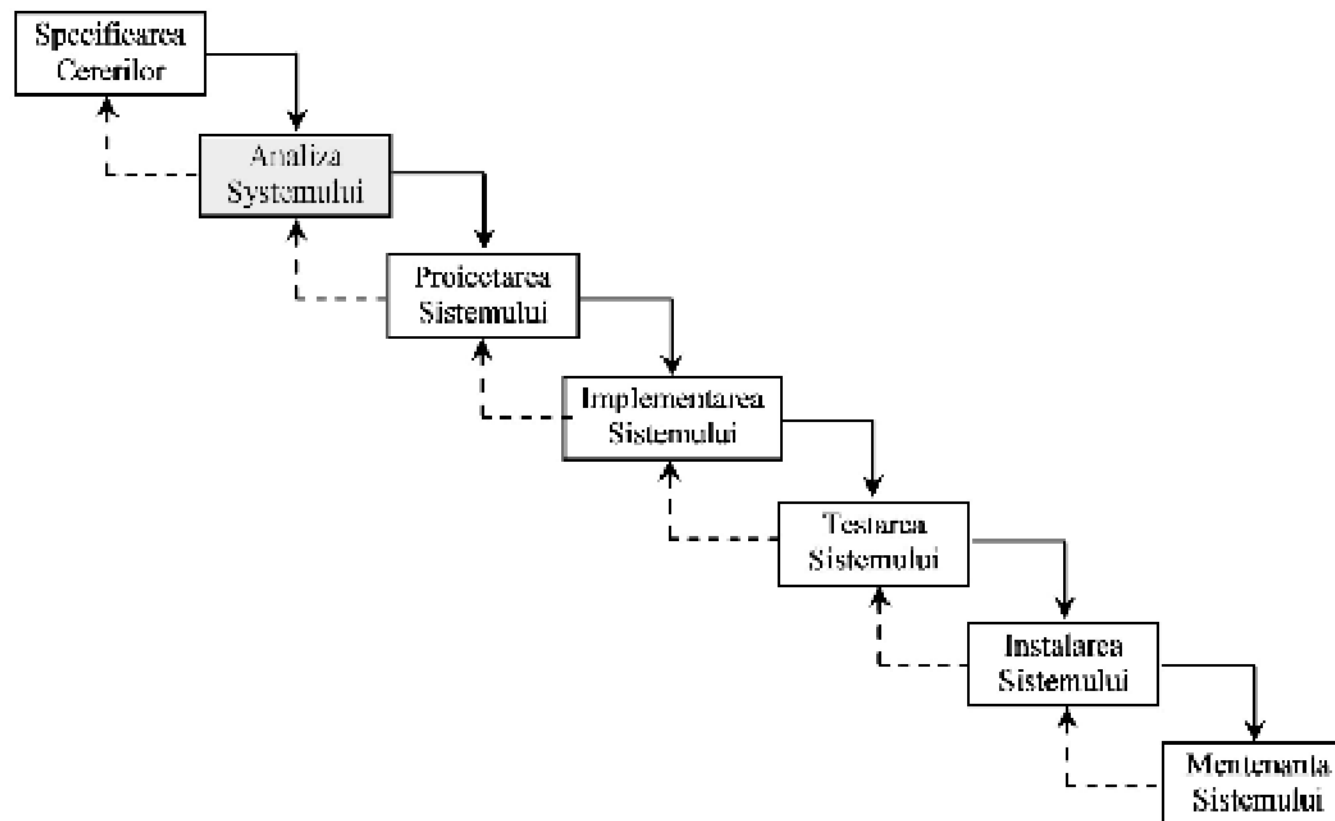 Specificarea
Cererilor
Analiza
Systemului
Proiectarea
Sistemului
Implementarea
Sistemului
Testarea
Sistemului
Instalarea
Sistemului
Mentenanta
Sistemului